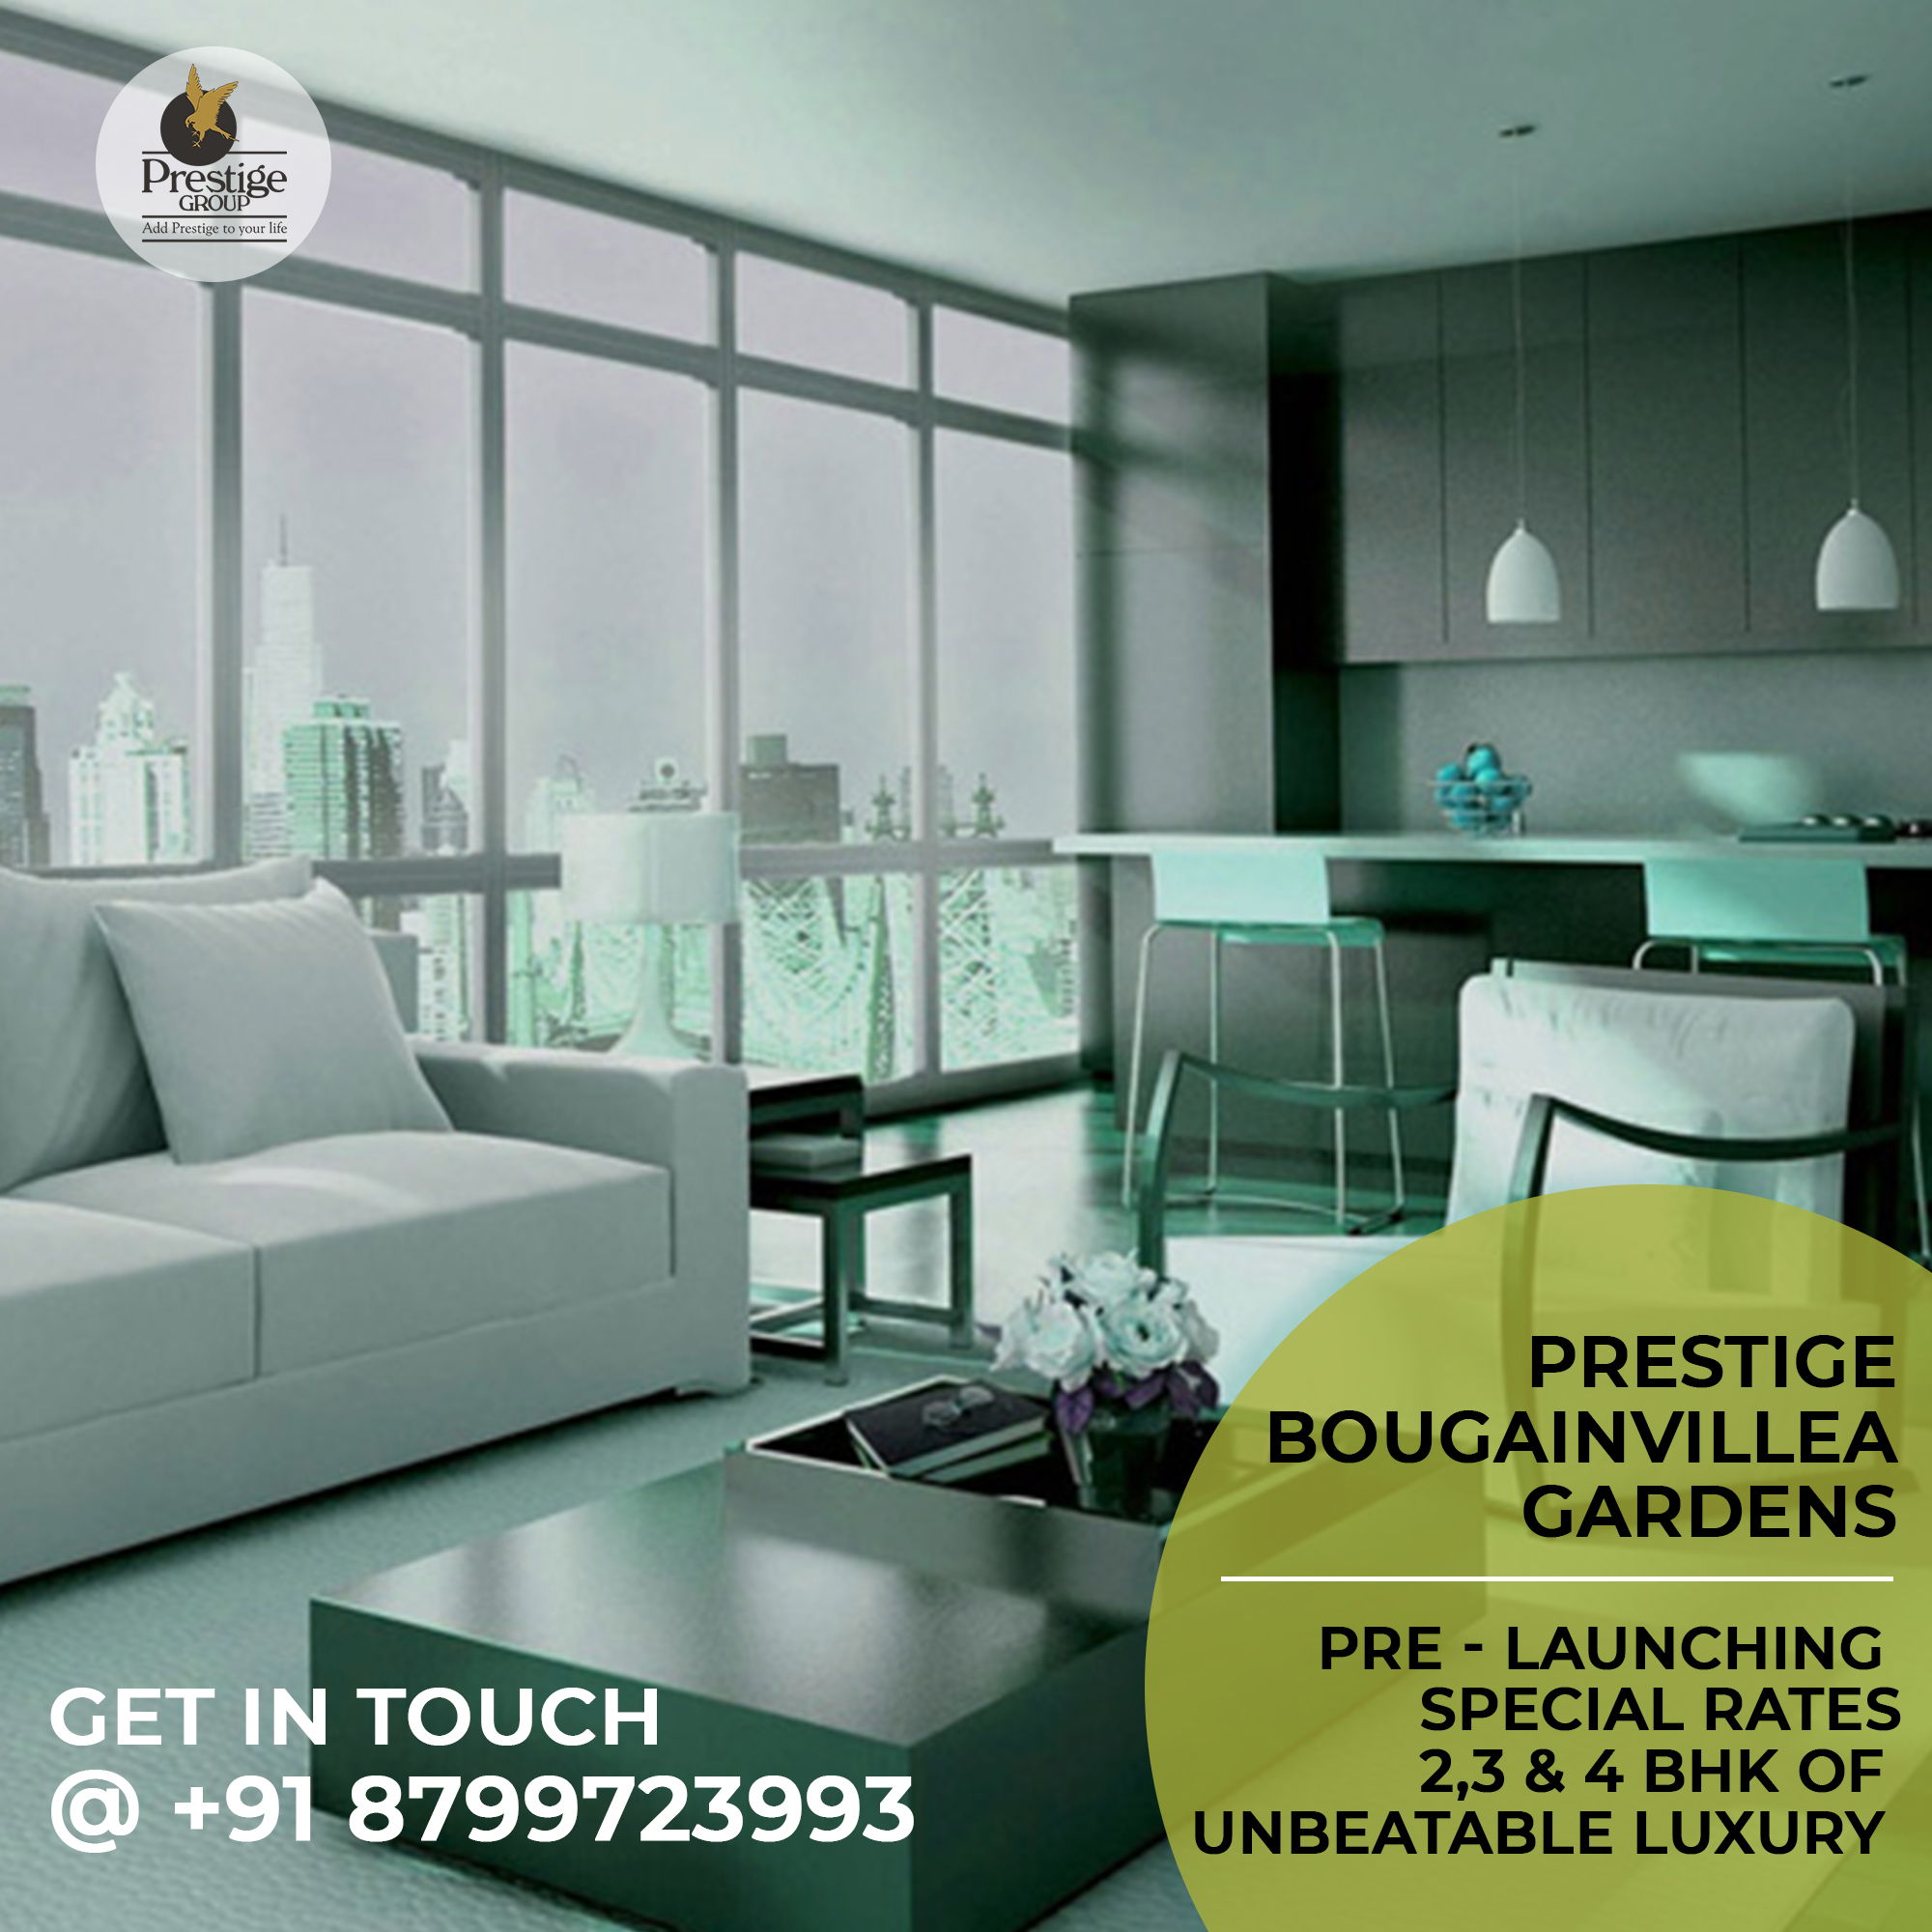 Prestige
GROUP
Add Prestige to your life
PRESTIGE
BOUGAINVILLEA
GARDENS
PRE - LAUNCHING
SPECIAL RATES
2,3 & 4 BHK OF
UNBEATABLE LUXURY
GET IN TOUCH
@ +91 8799723993